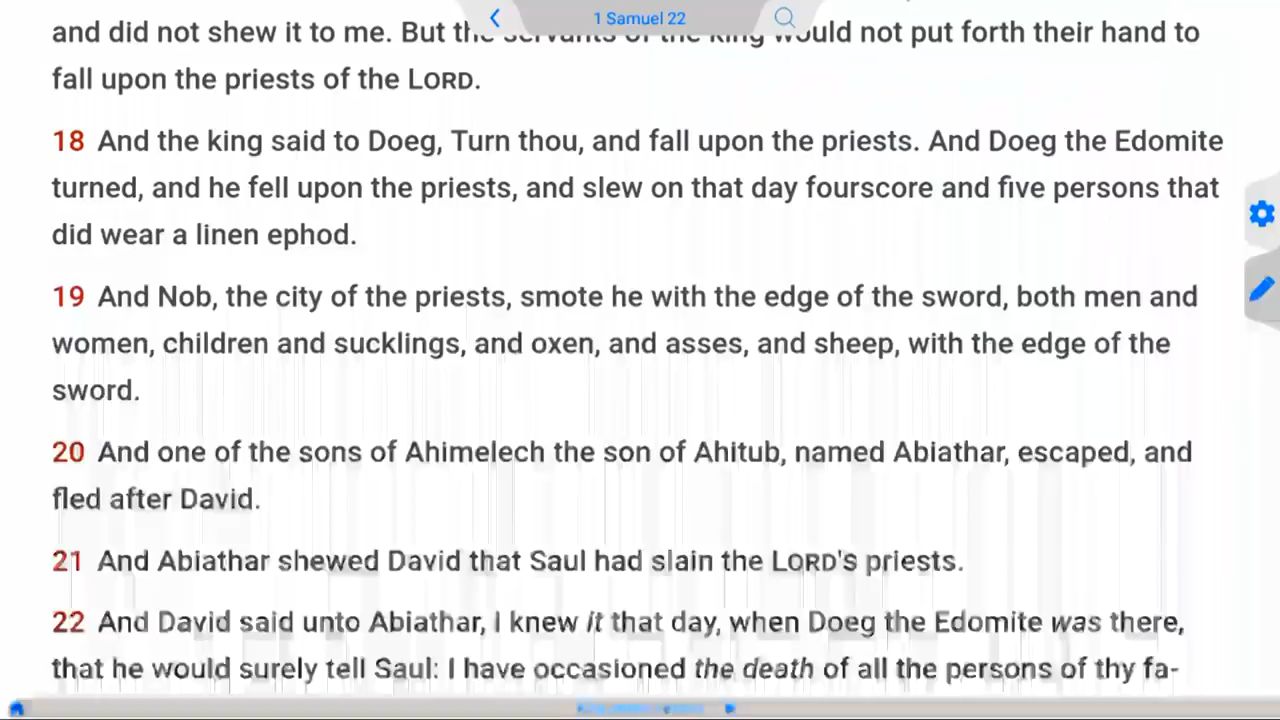 1 Samuel 22
and did not shew it to me. But the servants of the king would not put forth their hand to
fall upon the priests of the LORD.
18 And the king said to Doeg, Turn thou, and fall upon the priests. And Doeg the Edomite
turned, and he fell upon the priests, and slew on that day fourscore and five persons that
did wear a linen ephod.
19 And Nob, the city of the priests, smote he with the edge of the sword, both men and
women, children and sucklings, and oxen, and asses, and sheep, with the edge of the
sword.
20 And one of the sons of Ahimelech the son of Ahitub, named Abiathar, escaped, and
fled after David.
21 And Abiathar shewed David that Saul had slain the LORD'S priests.
22 And David said unto Abiathar, I knew it that day, when Doeg the Edomite was there,
that he would surely tell Saul: I have occasioned the death of all the persons of thy fa-